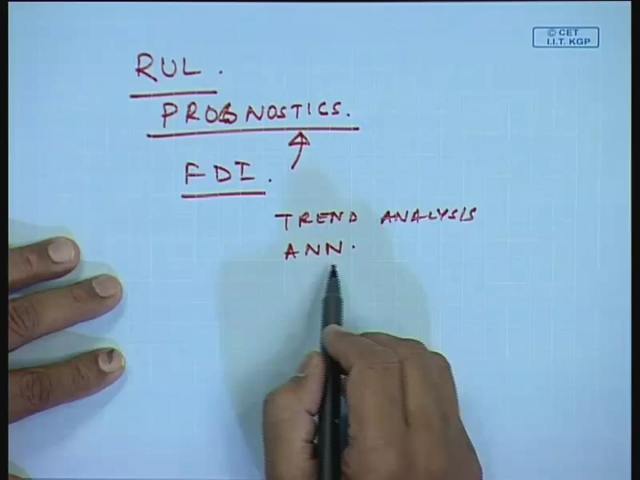 © CET
I.I.T. KGP
RUL.
PROGNOSTICS.
FDI.
TREND ANALYSIS
ANN.